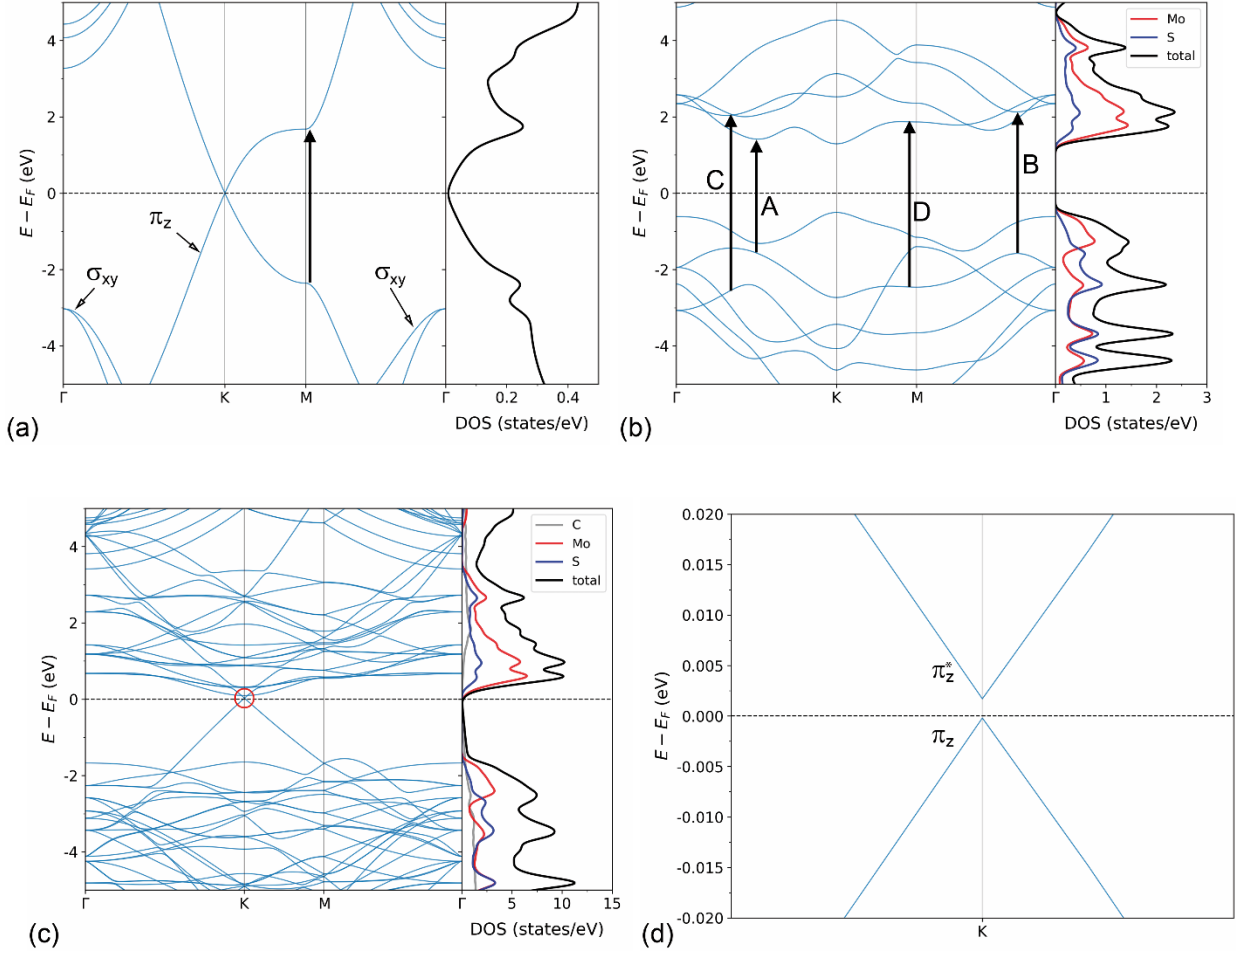 4
2
0
-2
-4
E − E_F (eV)
π_z
σ_xy
σ_xy
Γ
K
M
Γ
0.2
0.4
DOS (states/eV)
(a)
4
2
0
-2
-4
E − E_F (eV)
C
A
D
B
Mo
S
total
Γ
K
M
Γ
1
2
3
DOS (states/eV)
(b)
4
2
0
-2
-4
E − E_F (eV)
C
Mo
S
total
Γ
K
M
Γ
5
10
15
DOS (states/eV)
(c)
0.020
0.015
0.010
0.005
0.000
-0.005
-0.010
-0.015
-0.020
E − E_F (eV)
π*_z
π_z
K
(d)